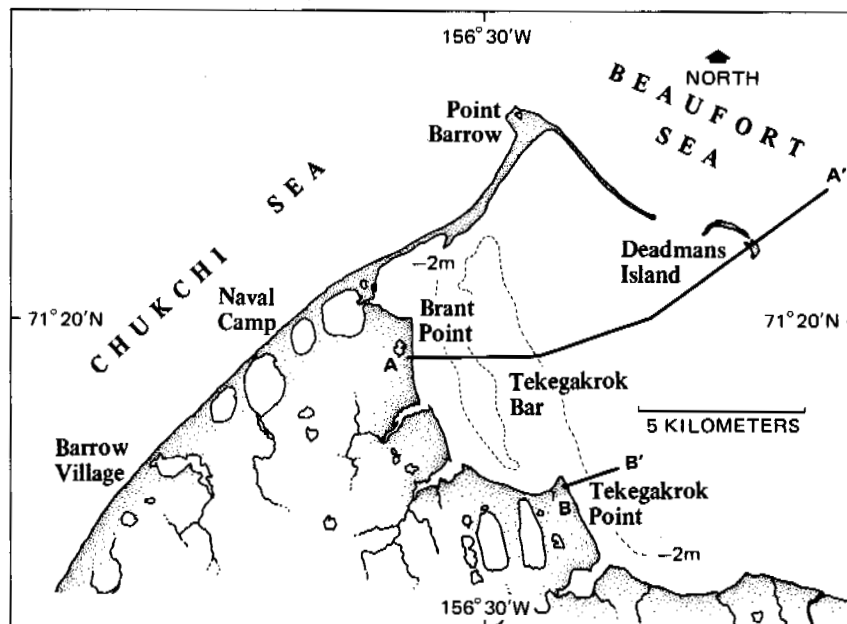 156° 30'W
NORTH
BEAUFORT
SEA
Point
Barrow
A'
CHUKCHI SEA
Deadmans
Island
-2m
Naval
Camp
Brant
Point
71° 20'N
71° 20'N
A
Tekegakrok
Bar
5 KILOMETERS
Barrow
Village
B'
Tekegakrok
Point
B
-2m
156° 30'W